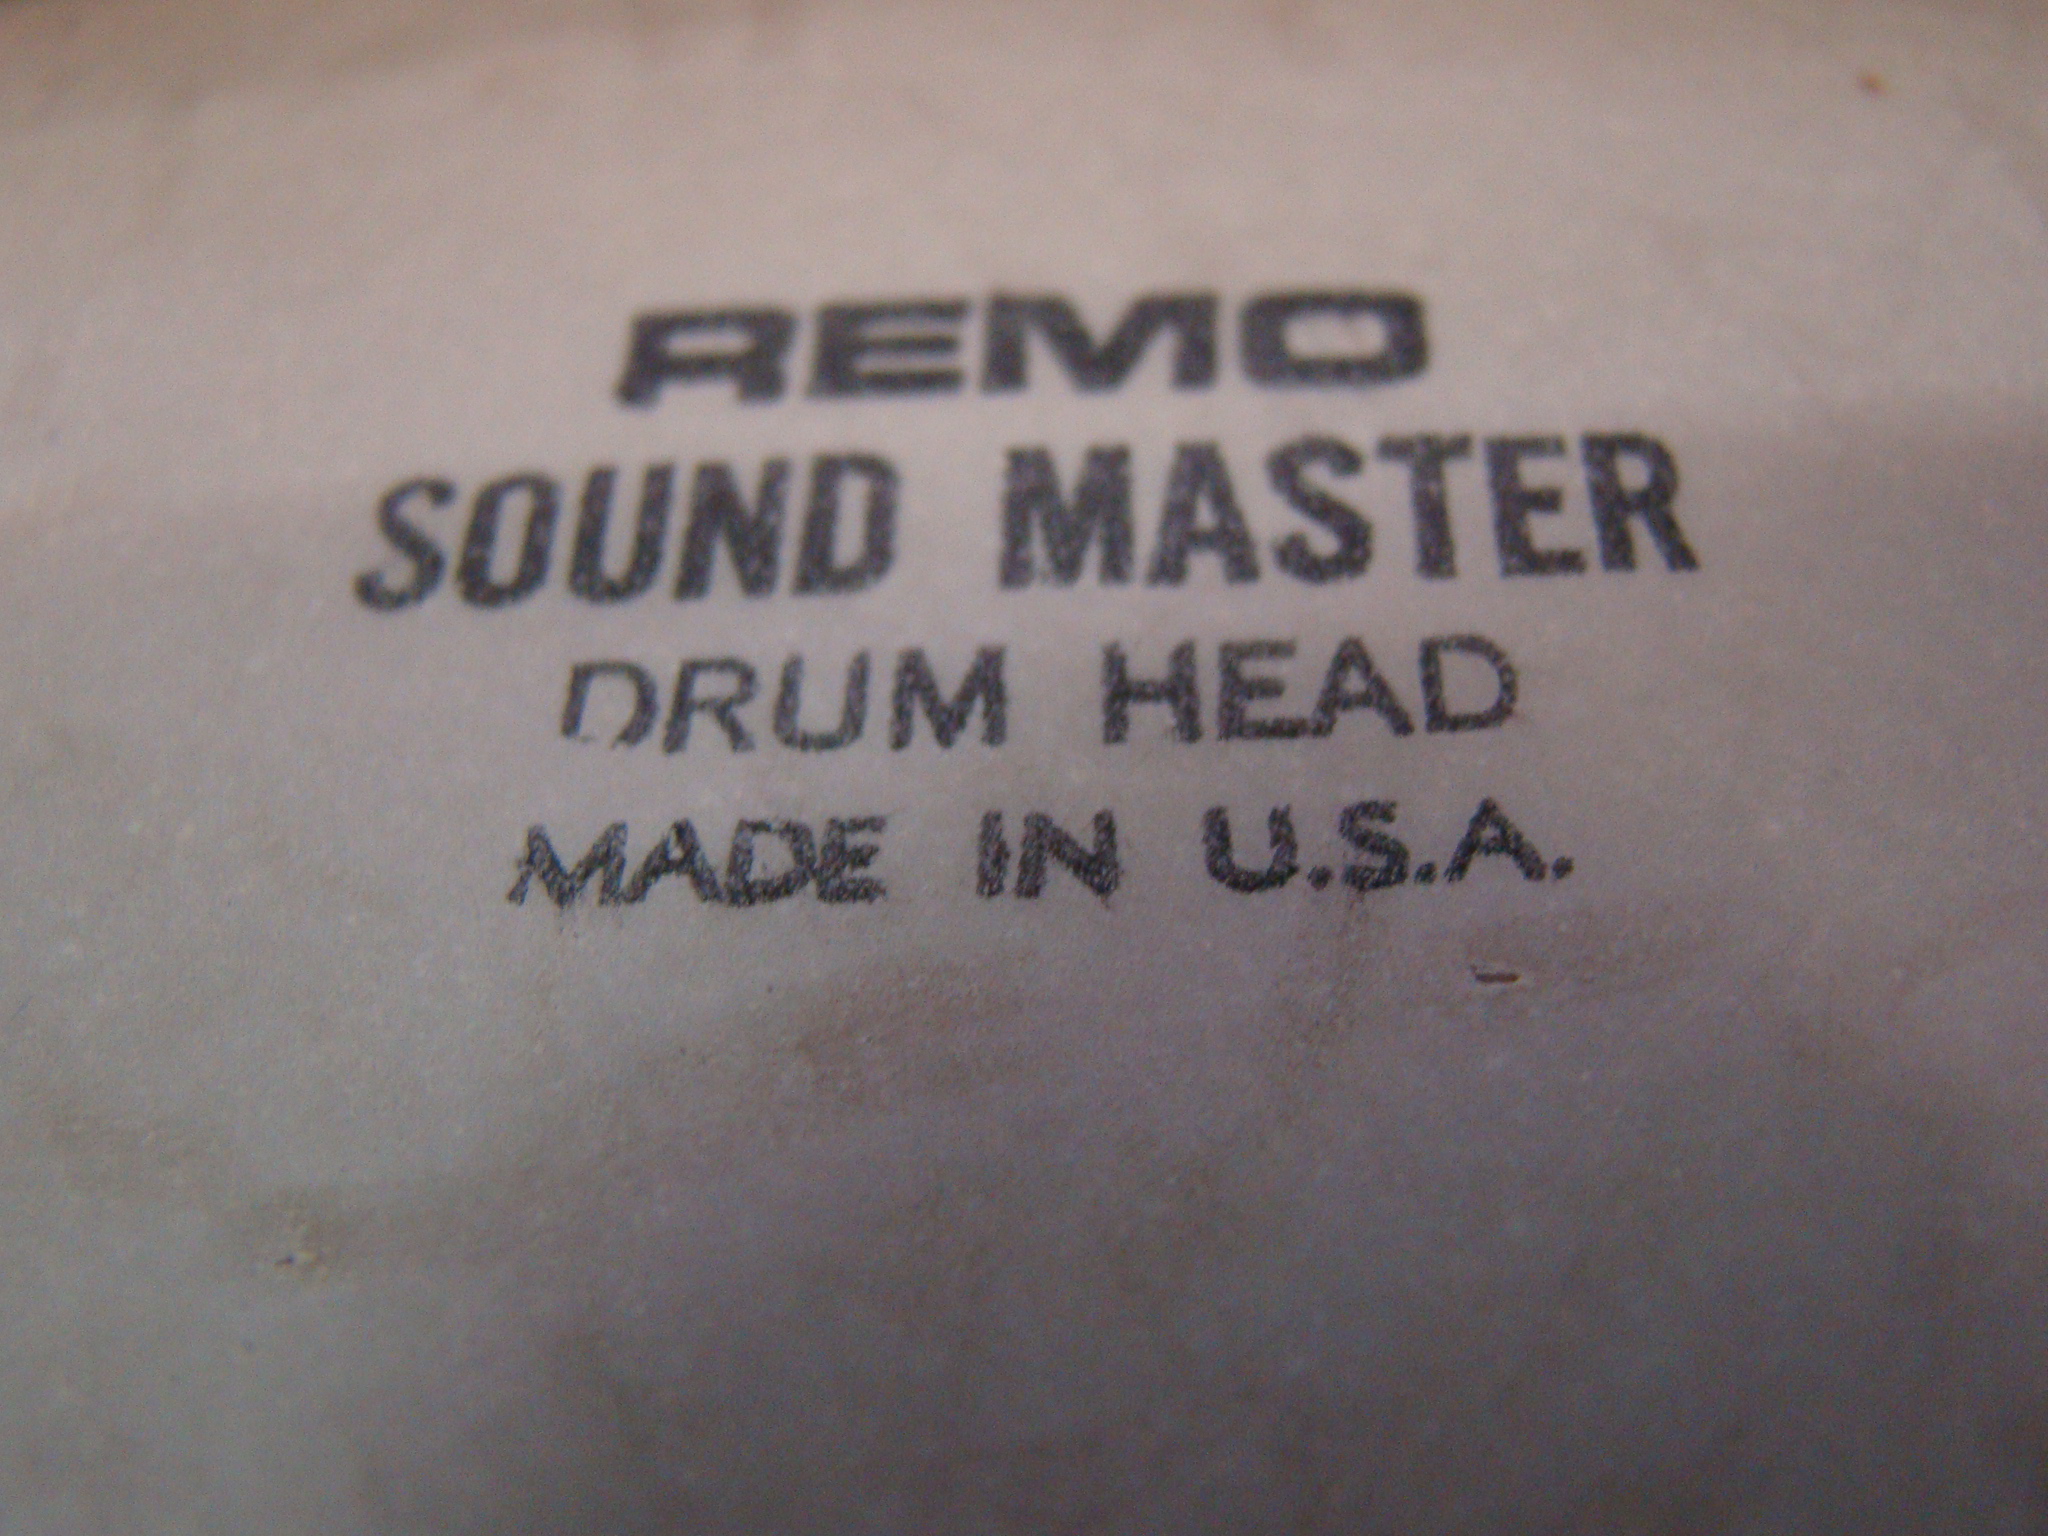 REMO
SOUND MASTER
DRUM HEAD
MADE IN U.S.A.